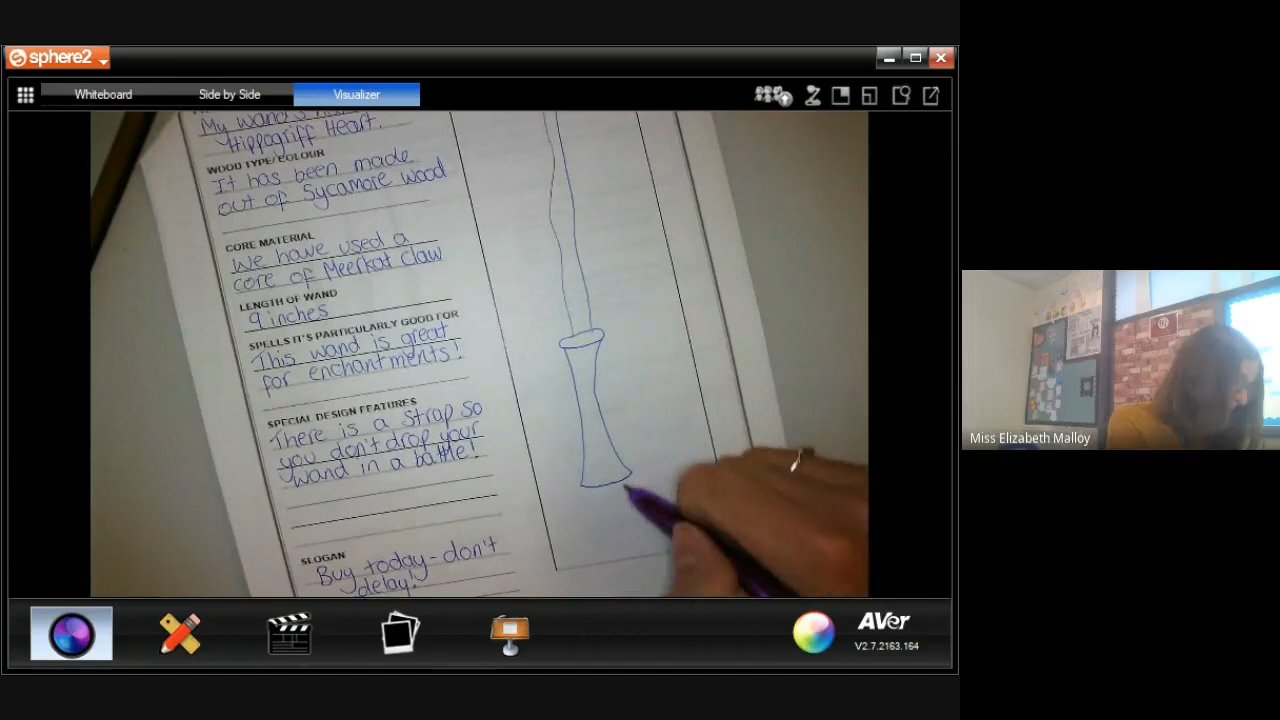 sphere2
Whiteboard
Side by Side
Visualizer
My wand's
Hippogriff Heart.
WOOD TYPE/COLOUR
It has been made
out of Sycamore wood
CORE MATERIAL
We have used a
core of Meerkat Claw
LENGTH OF WAND
9 inches
SPELLS IT'S PARTICULARLY GOOD FOR
This wand is great
for enchantments!
SPECIAL DESIGN FEATURES
There is a strap so
you don't drop your
wand in a battle!
SLOGAN
Buy today - don't
delay!
Miss Elizabeth Malloy
AVer
V2.7.2163.164